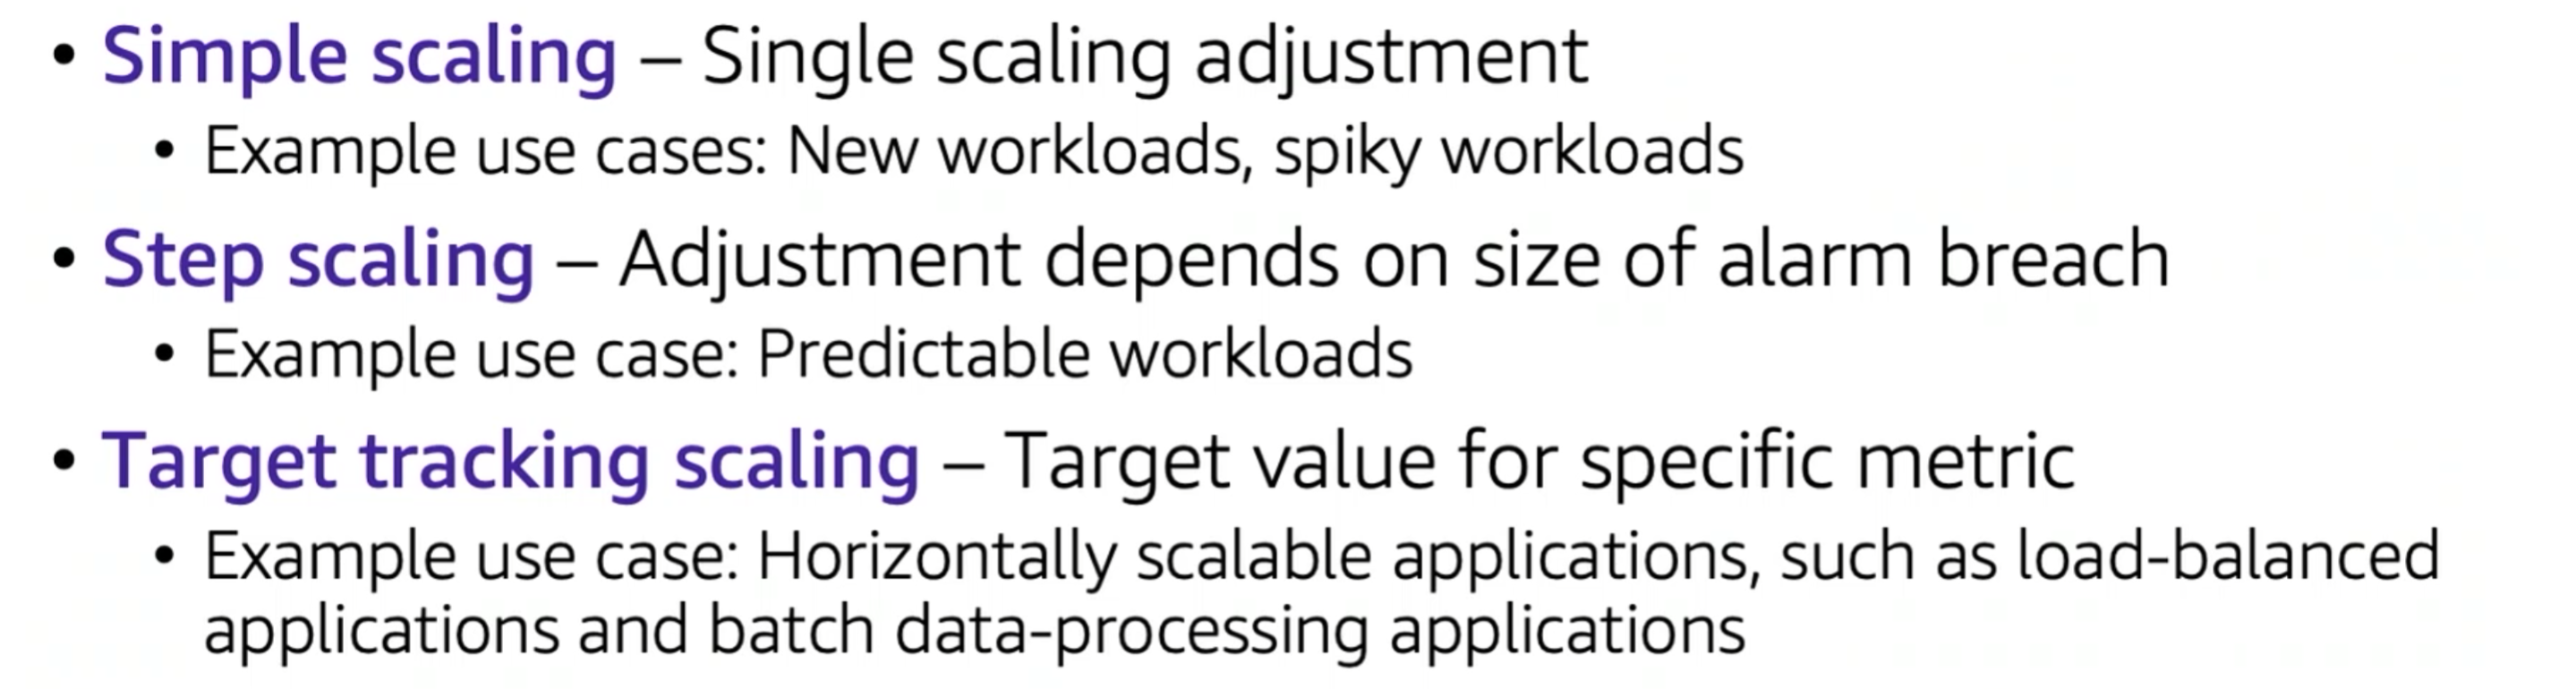 • Simple scaling – Single scaling adjustment
• Example use cases: New workloads, spiky workloads
• Step scaling – Adjustment depends on size of alarm breach
• Example use case: Predictable workloads
• Target tracking scaling – Target value for specific metric
• Example use case: Horizontally scalable applications, such as load-balanced
applications and batch data-processing applications